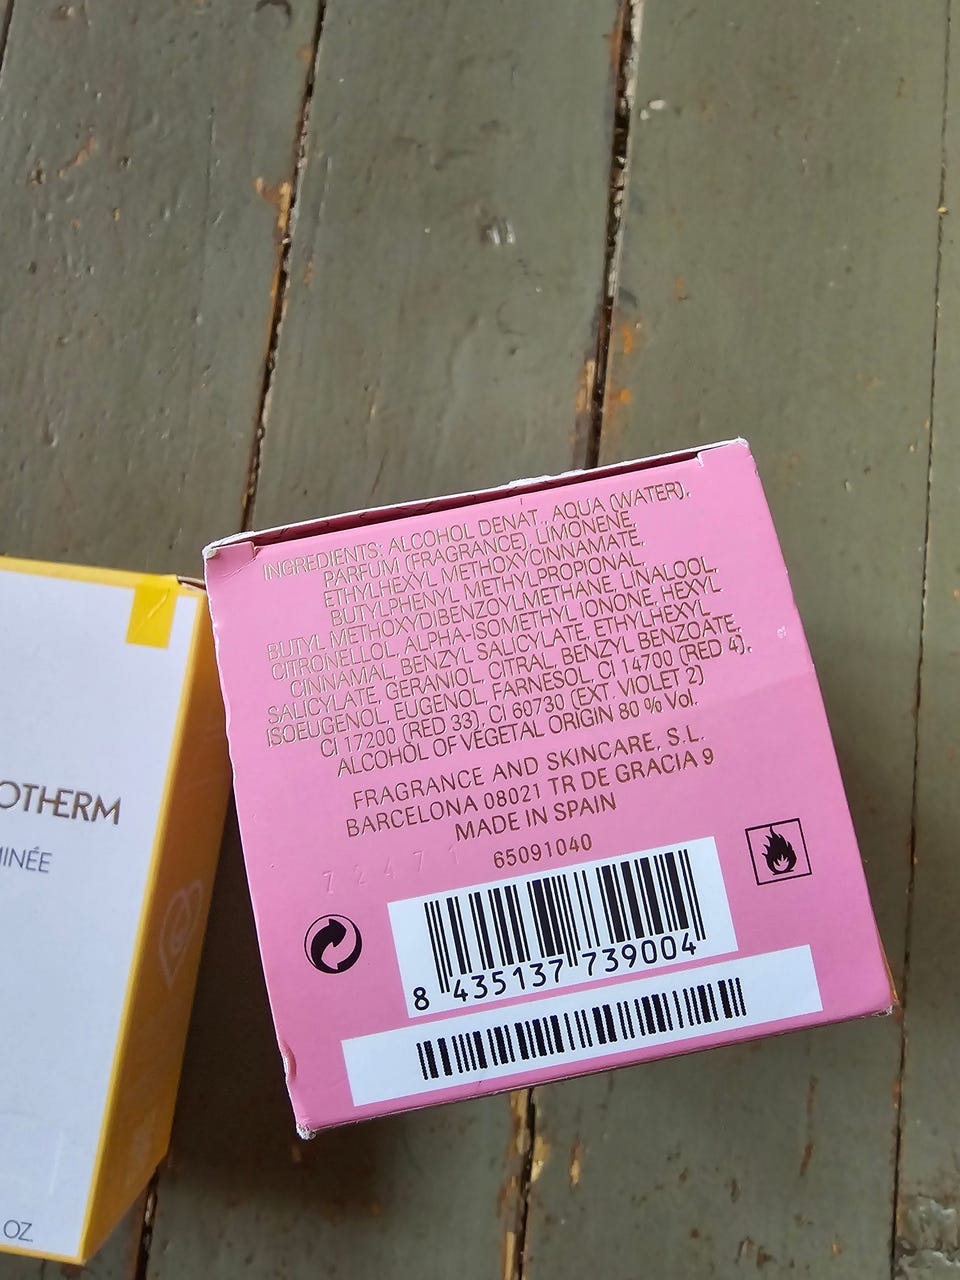 INGREDIENTS: ALCOHOL DENAT., AQUA (WATER),
PARFUM (FRAGRANCE), LIMONENE,
ETHYLHEXYL METHOXYCINNAMATE,
BUTYLPHENYL METHYLPROPIONAL,
BUTYL METHOXYDIBENZOYLMETHANE, LINALOOL,
CITRONELLOL, ALPHA-ISOMETHYL IONONE, HEXYL
CINNAMAL, BENZYL SALICYLATE, ETHYLHEXYL
SALICYLATE, GERANIOL, CITRAL, BENZYL BENZOATE,
ISOEUGENOL, EUGENOL, FARNESOL, CI 14700 (RED 4),
CI 17200 (RED 33), CI 60730 (EXT. VIOLET 2)
ALCOHOL OF VEGETAL ORIGIN 80 % Vol.
FRAGRANCE AND SKINCARE, S.L.
BARCELONA 08021 TR DE GRACIA 9
MADE IN SPAIN
65091040
8 435137 739004
OTHERM
INÉE
OZ.